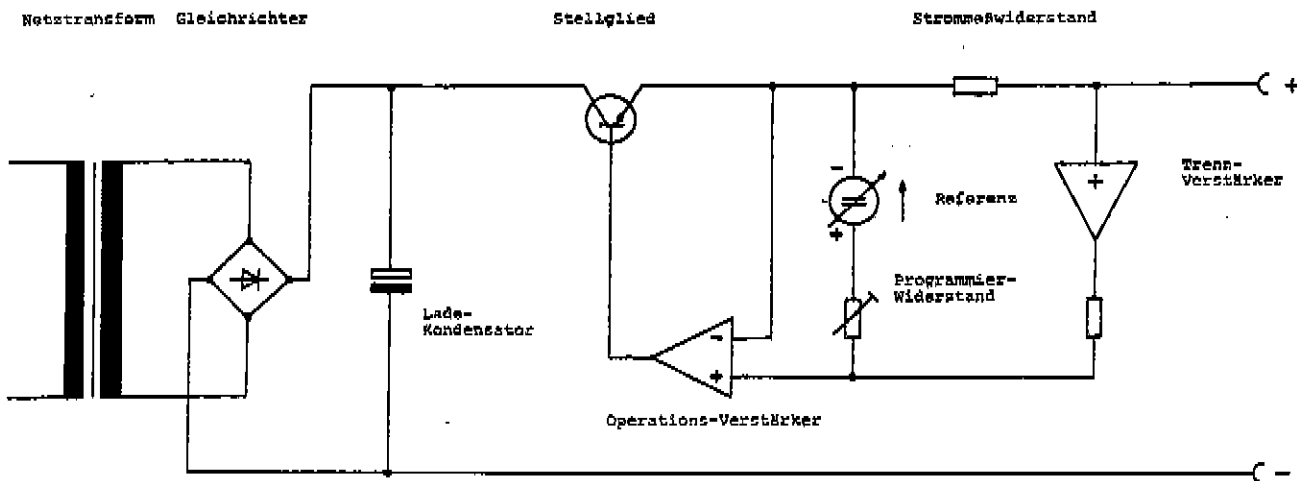 Netztransform Gleichrichter Stellglied Strommeßwiderstand
+
Trenn-
Verstärker
-
+
Referenz
+
Programmier-
Widerstand
Lade-
Kondensator
-
+
Operations-Verstärker
-